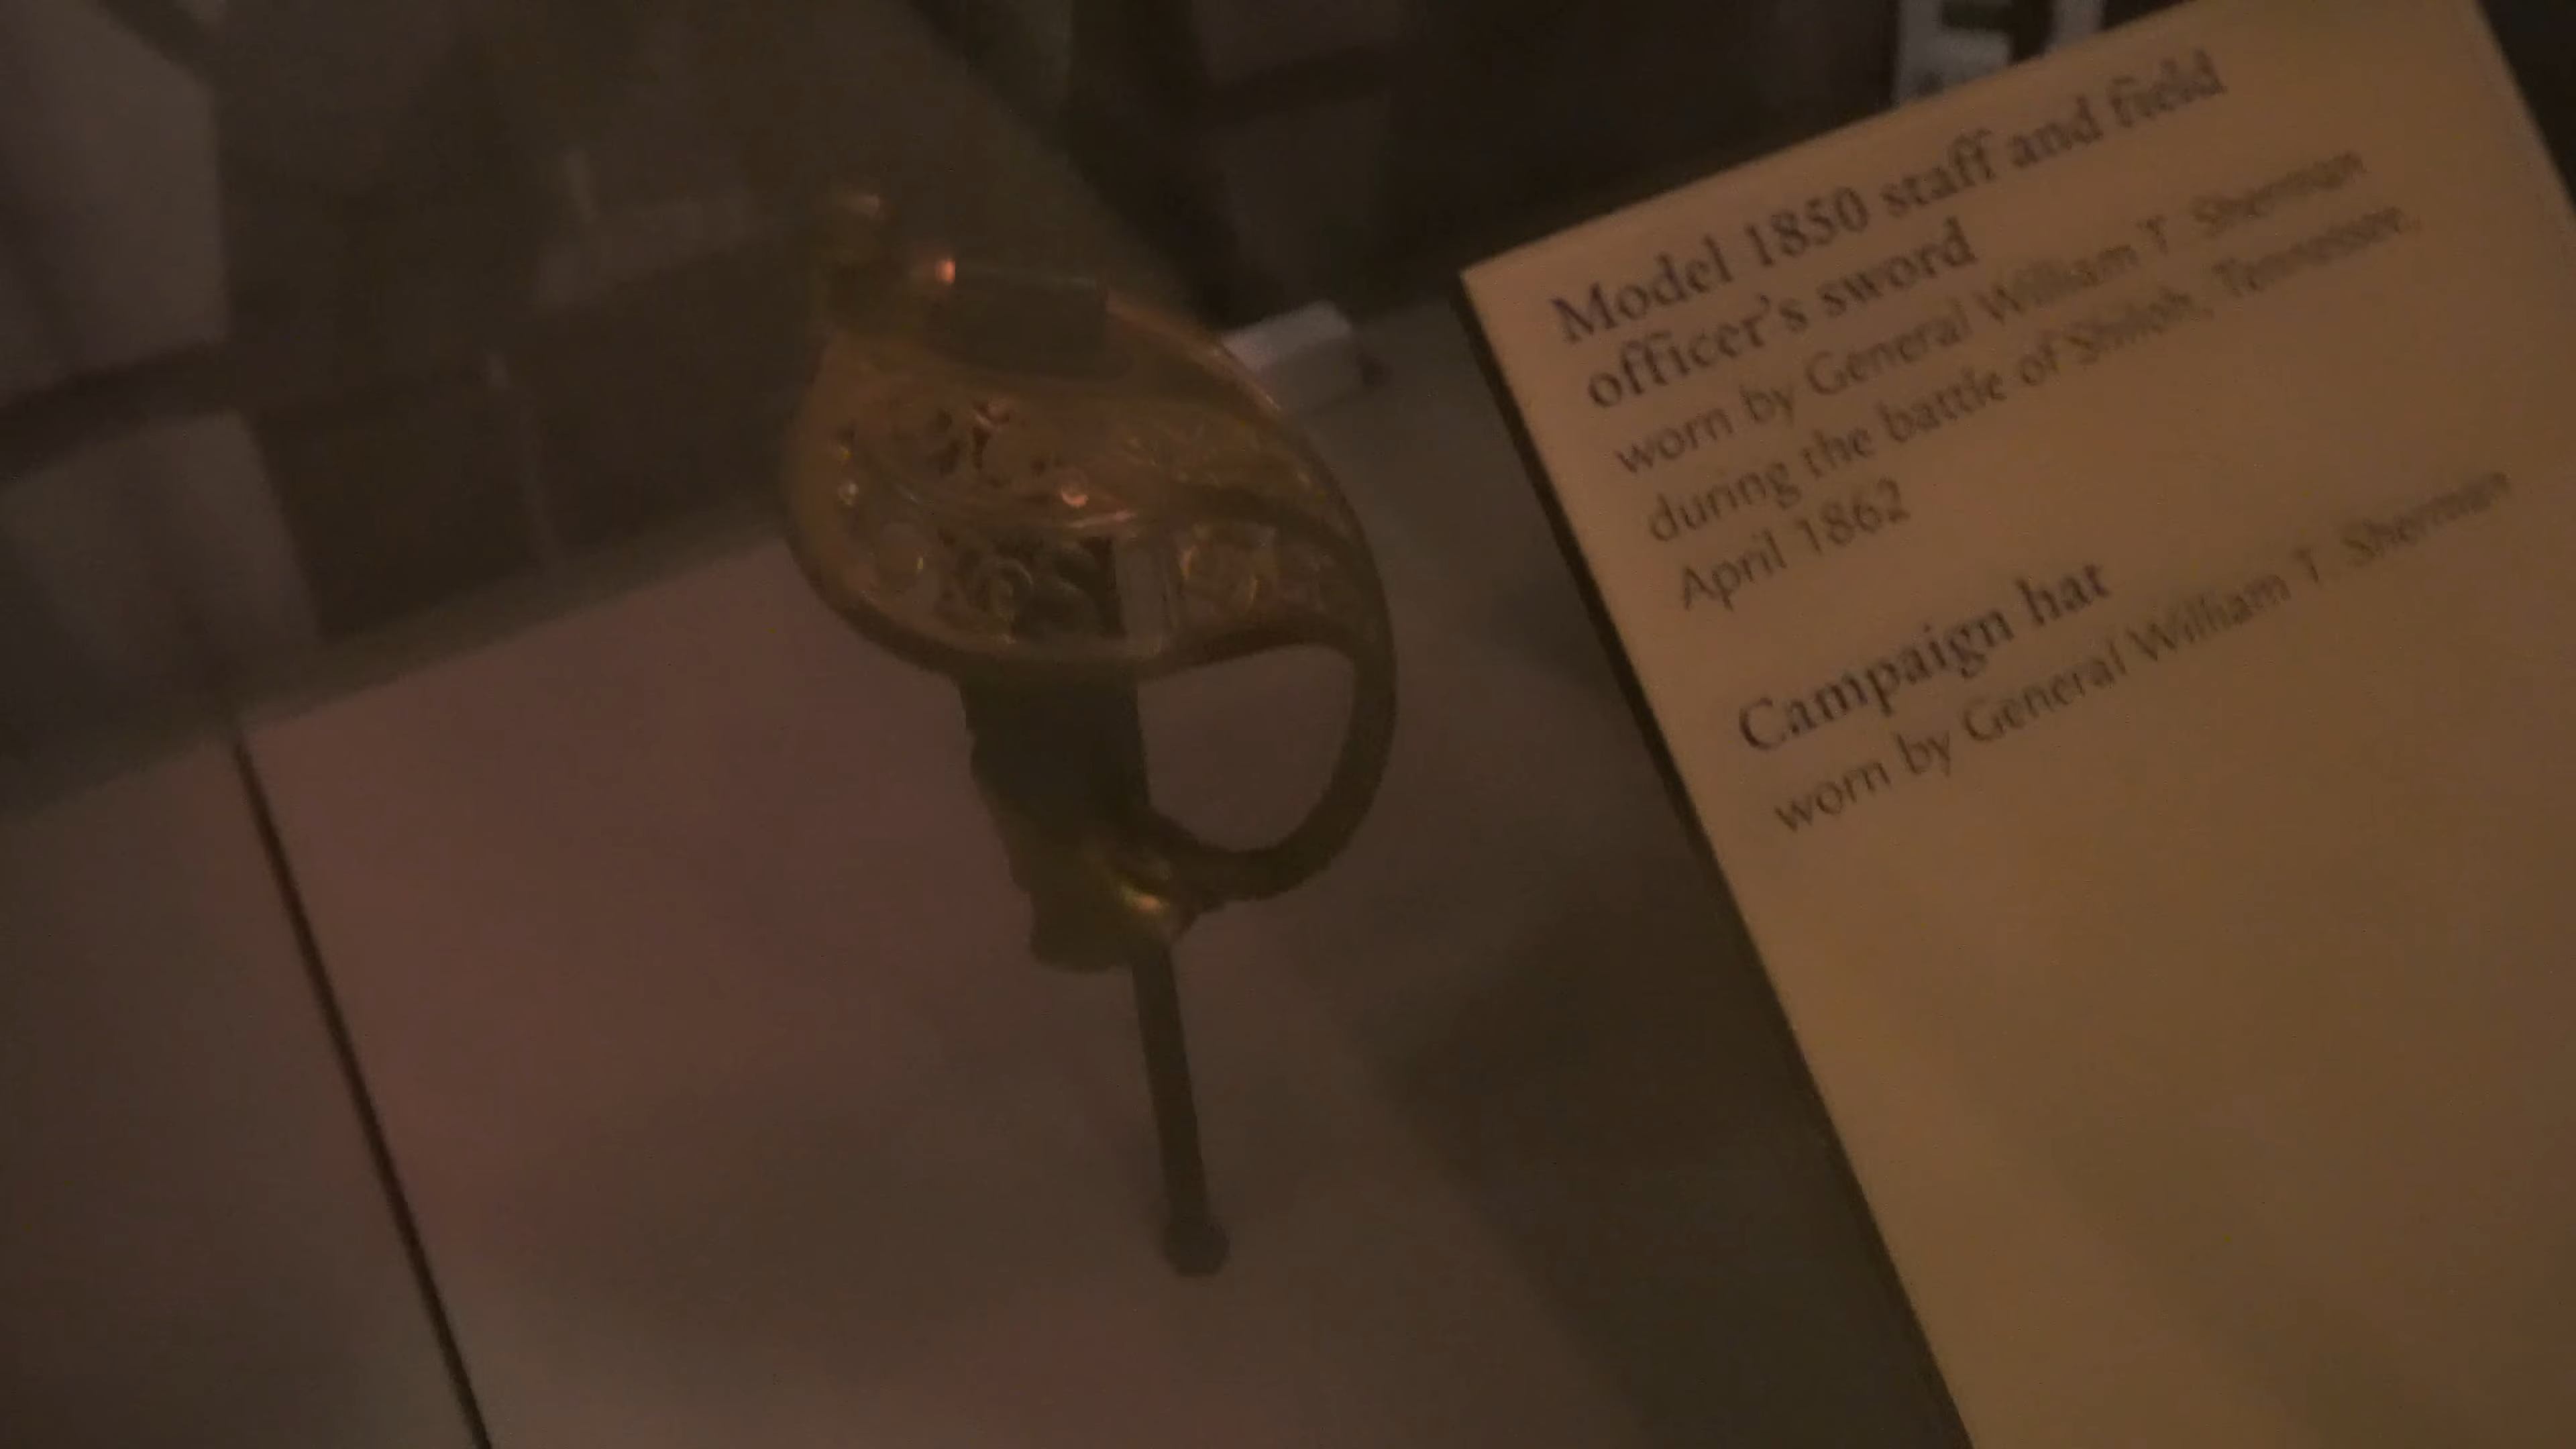 Model 1850 staff and field
officer's sword
worn by General William T. Sherman
during the battle of Shiloh, Tennessee,
April 1862
Campaign hat
worn by General William T. Sherman